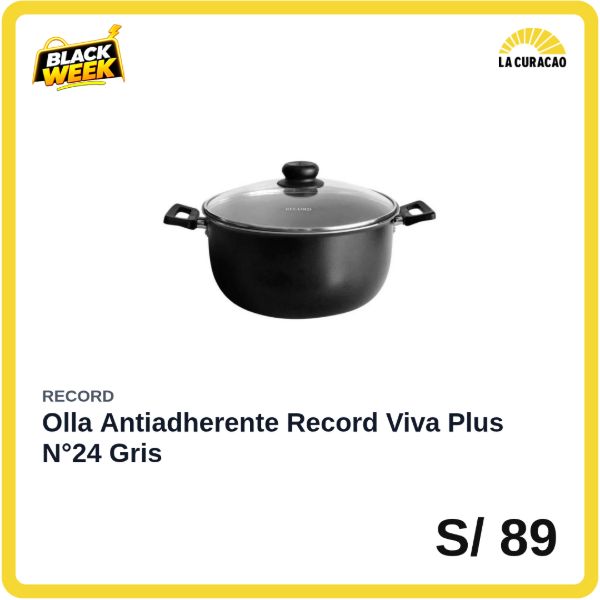 BLACK
WEEK
LA CURACAO
RECORD
RECORD
Olla Antiadherente Record Viva Plus
N°24 Gris
S/ 89